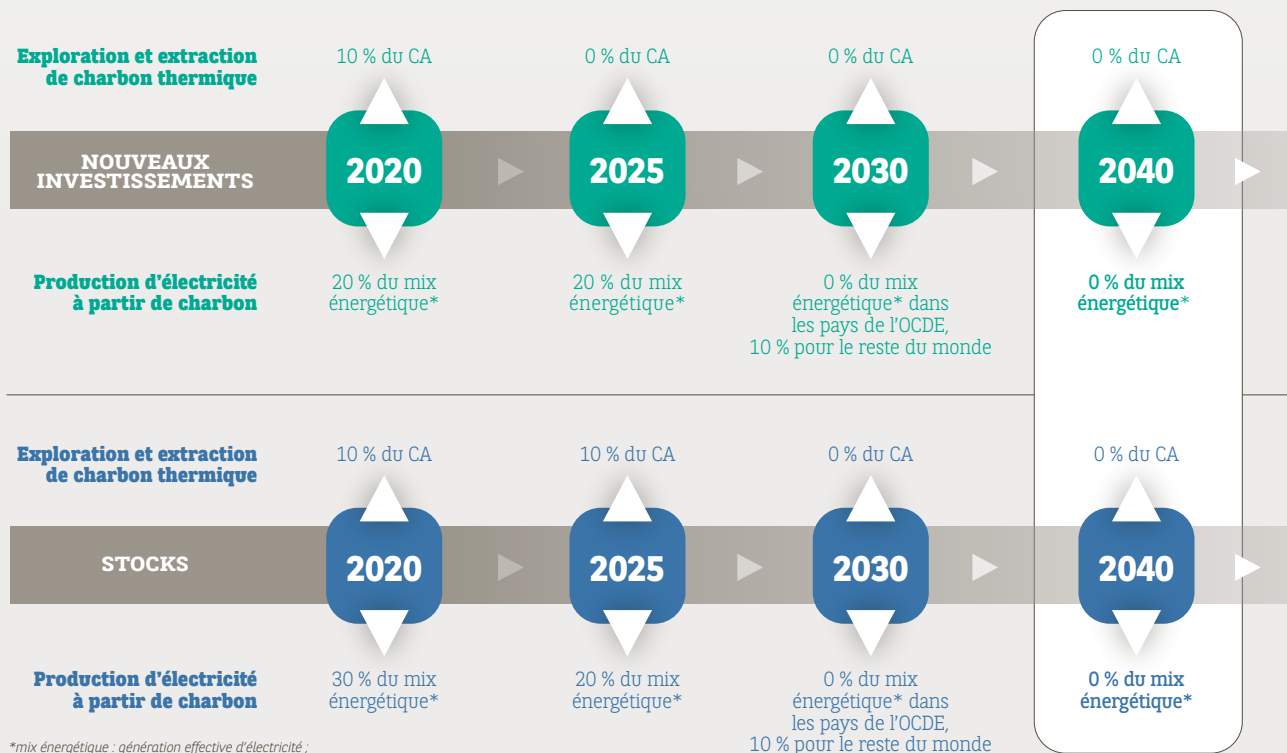 Exploration et extraction
de charbon thermique
10 % du CA
0 % du CA
0 % du CA
0 % du CA
NOUVEAUX
INVESTISSEMENTS
2020
2025
2030
2040
Production d'électricité
à partir de charbon
20 % du mix
énergétique*
20 % du mix
énergétique*
0 % du mix
énergétique* dans
les pays de l'OCDE,
10 % pour le reste du monde
0 % du mix
énergétique*
Exploration et extraction
de charbon thermique
10 % du CA
10 % du CA
0 % du CA
0 % du CA
STOCKS
2020
2025
2030
2040
Production d'électricité
à partir de charbon
30 % du mix
énergétique*
20 % du mix
énergétique*
0 % du mix
énergétique* dans
les pays de l'OCDE,
10 % pour le reste du monde
0 % du mix
énergétique*
*mix énergétique : génération effective d'électricité ;